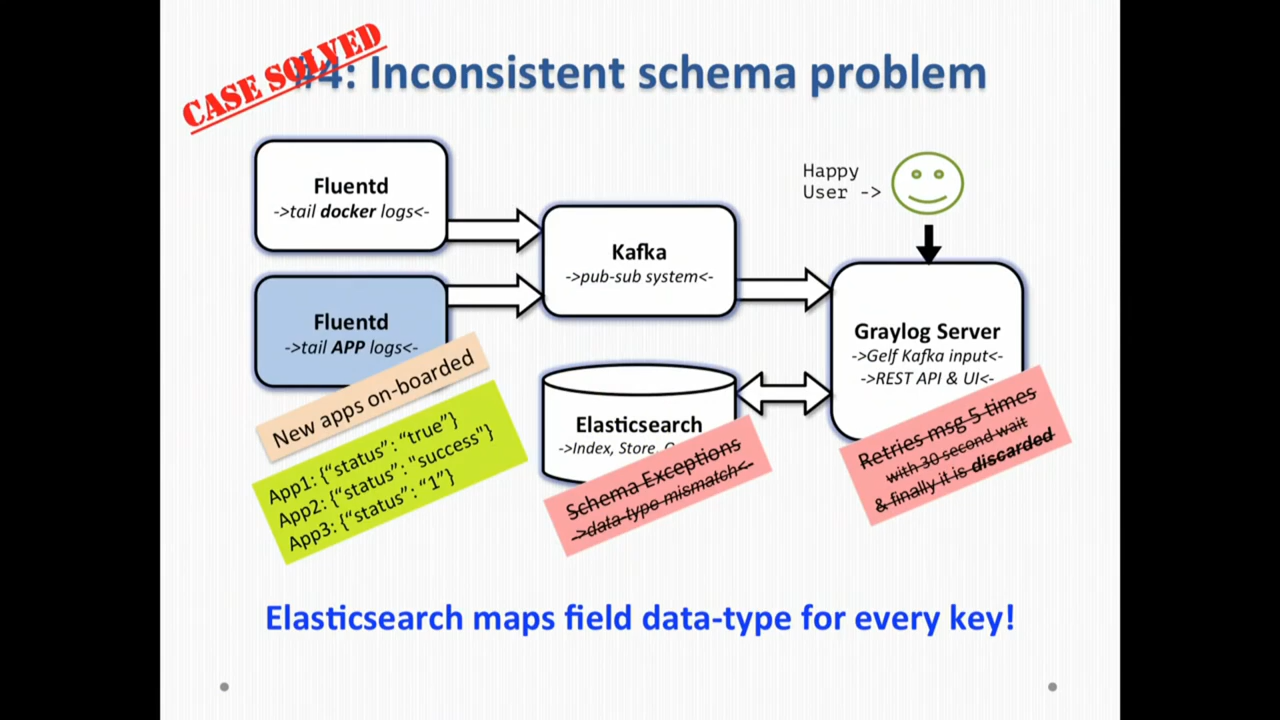 CASE SOLVED
#4: Inconsistent schema problem
Fluentd
->tail docker logs<-
Happy
User ->
Kafka
->pub-sub system<-
Fluentd
->tail APP logs<-
Graylog Server
->Gelf Kafka input<-
->REST API & UI<-
New apps on-boarded
App1: {“status”: “true”}
App2: {“status”: "success"}
App3: {“status”: “1”}
Elasticsearch
->Index, Store,
Schema Exceptions
->data-type mismatch<-
Retries msg 5 times
with 30 second wait
& finally it is discarded
Elasticsearch maps field data-type for every key!